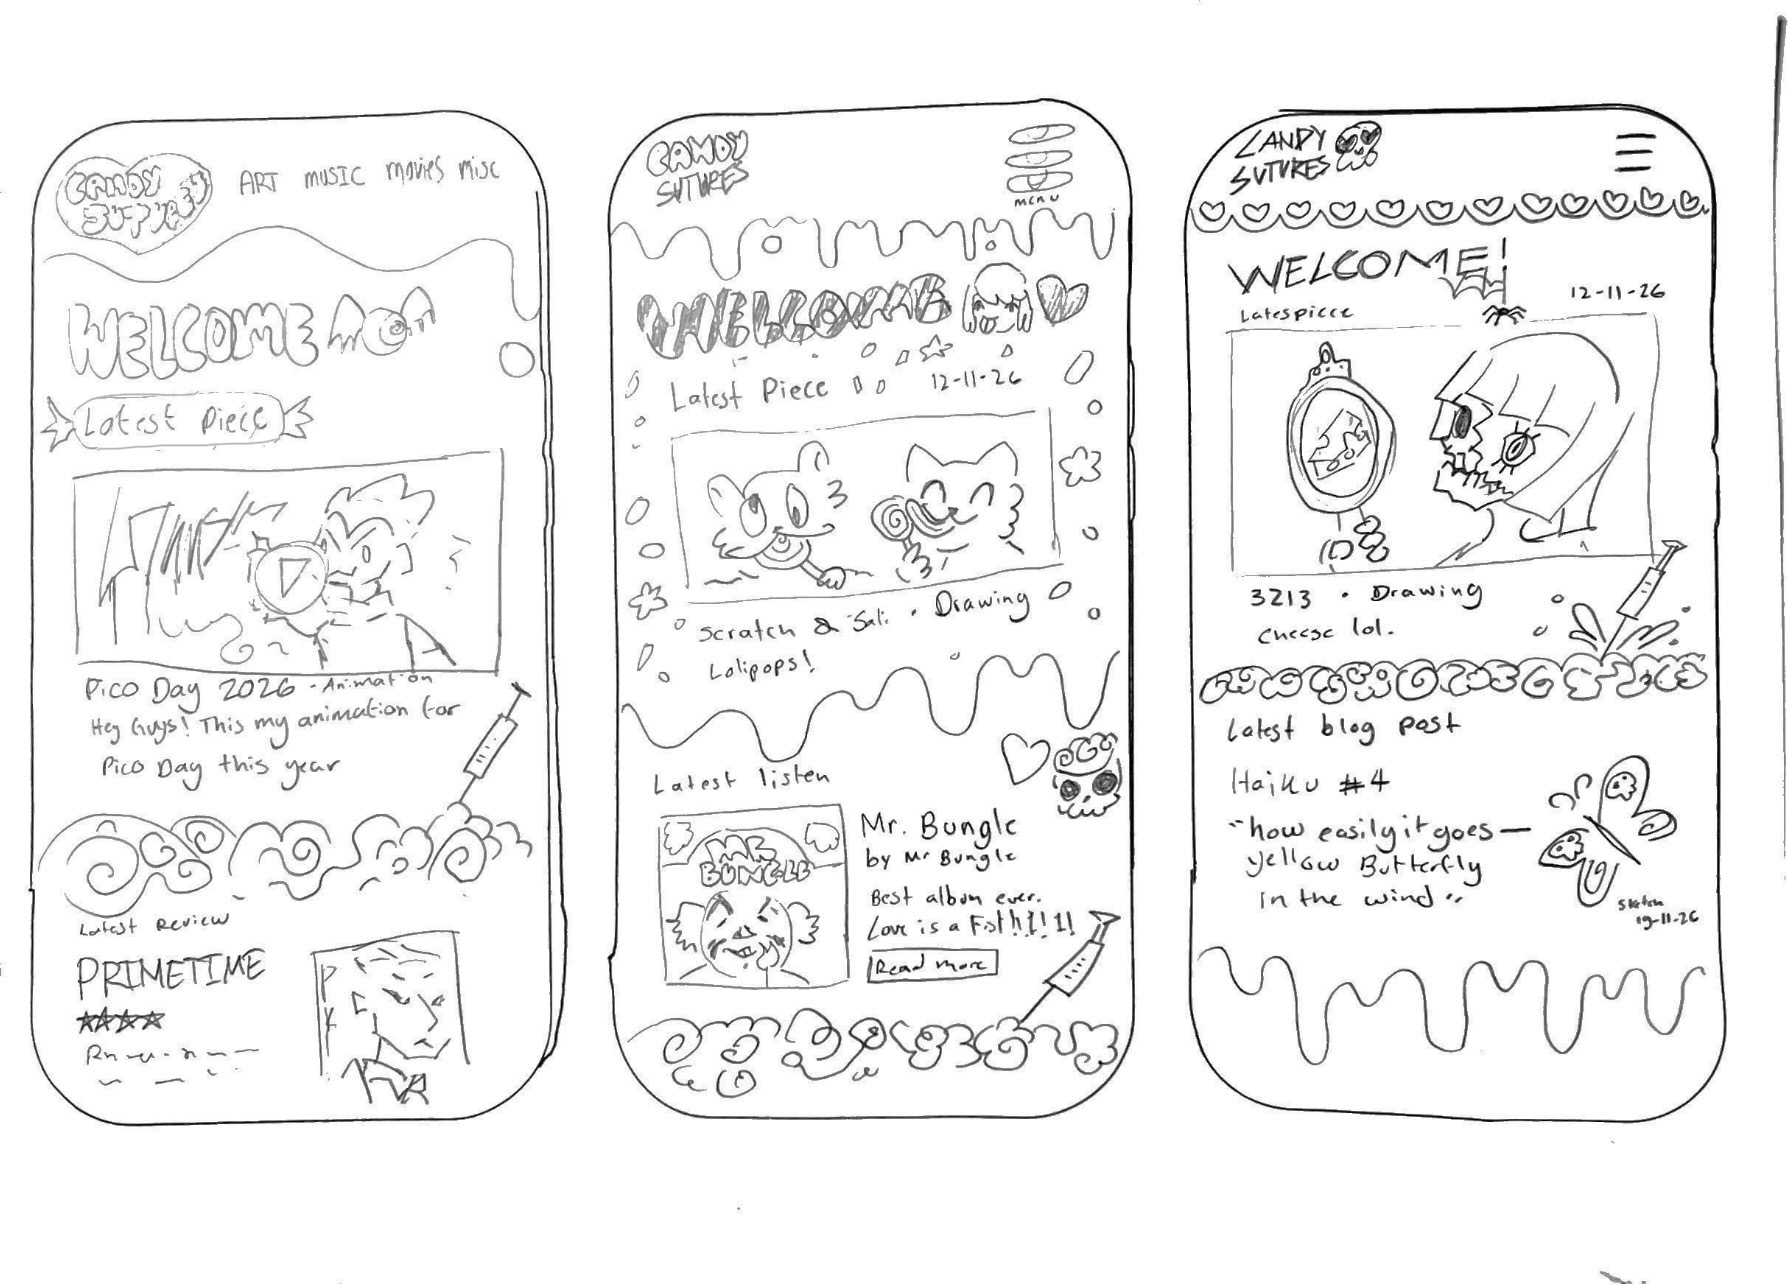 CANDY
SUTURES
ART MUSIC movies misc
WELCOME
Latest Piece
Pico Day 2026 - Animation
Hey Guys! This my animation for
Pico Day this year
Latest Review
PRIMETIME
CANDY
SUTURES
menu
WELCOME
Latest Piece
12-11-26
Scratch & Sali • Drawing
Lolipops!
Latest listen
MR
BUNGLE
Mr. Bungle
by Mr Bungle
Best album ever.
Love is a Fist!!1!1!
Read more
CANDY
SUTURES
WELCOME!
Latespiece
12-11-26
3213 • Drawing
cheese lol.
Latest blog post
Haiku #4
"how easily it goes—
yellow Butterfly
in the wind"
Sketch
19-11-26